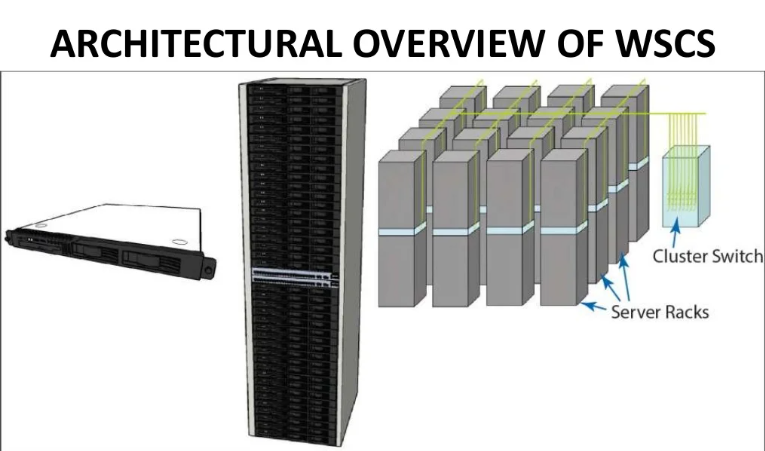 ARCHITECTURAL OVERVIEW OF WSCS
Cluster Switch
Server Racks